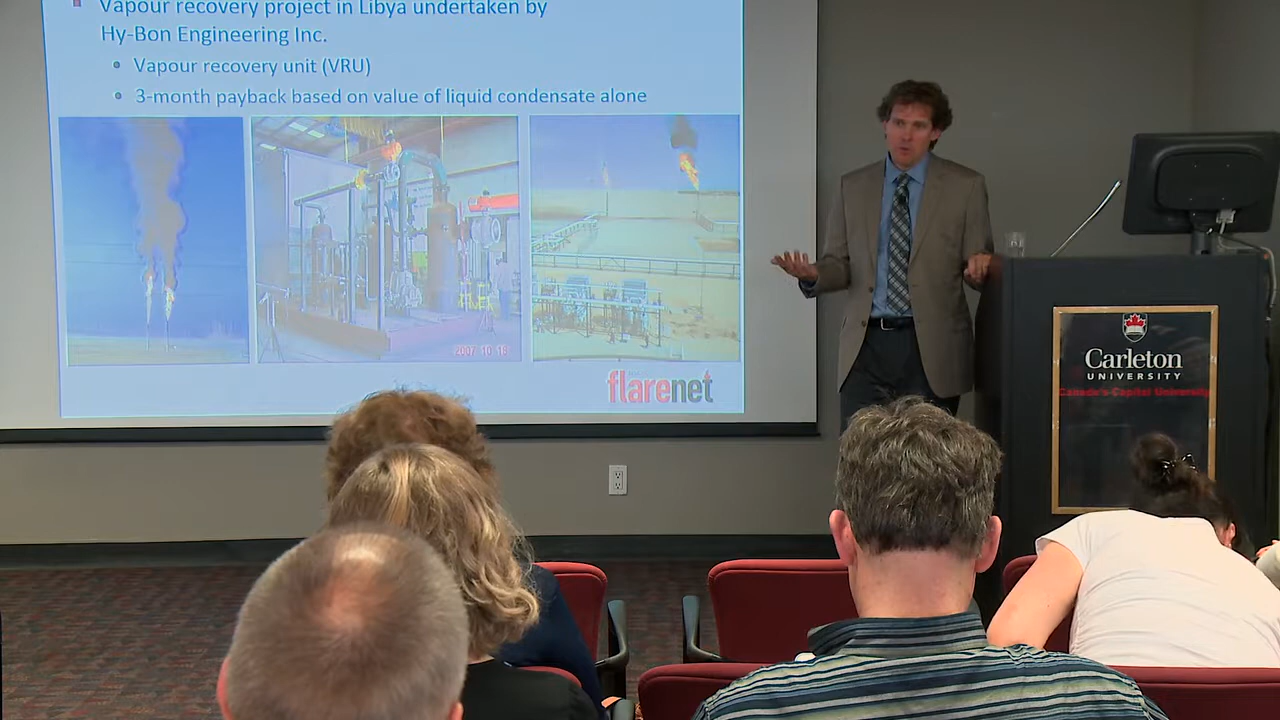 Vapour recovery project in Libya undertaken by
Hy-Bon Engineering Inc.
• Vapour recovery unit (VRU)
• 3-month payback based on value of liquid condensate alone
2007 10 18
flarenet
Carleton
UNIVERSITY
Canada's Capital University